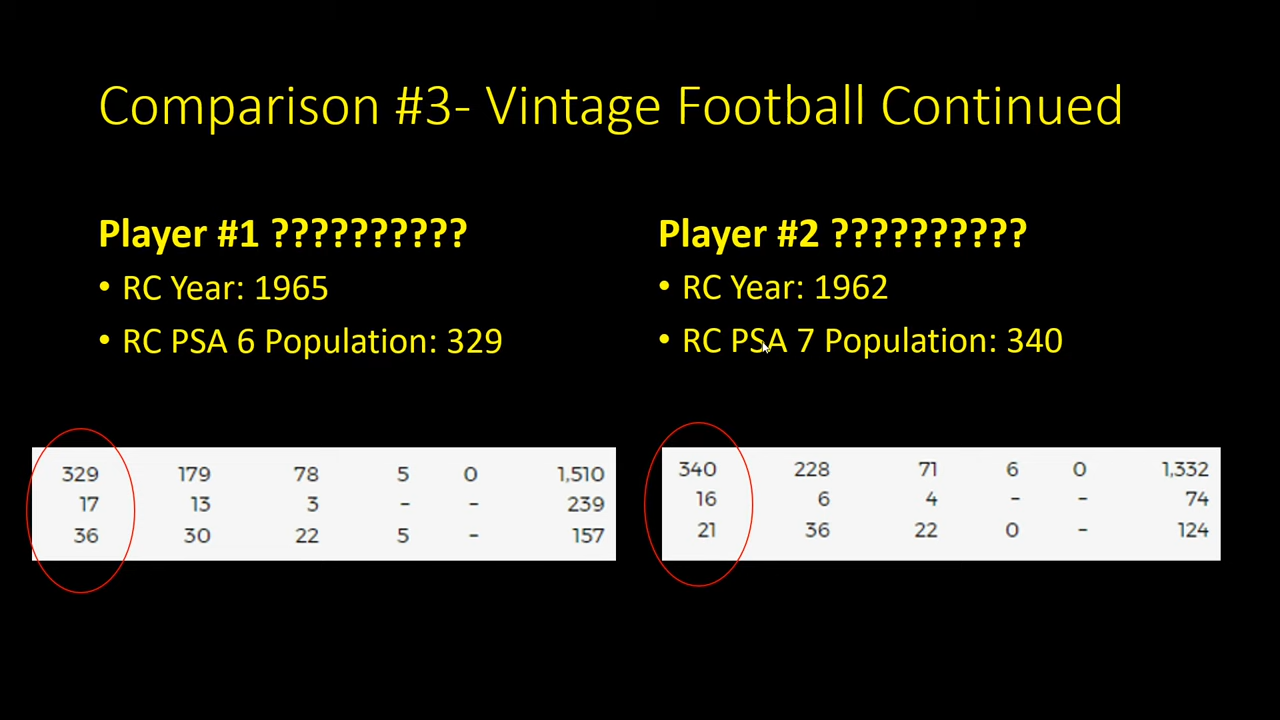 Comparison #3- Vintage Football Continued
Player #1 ??????????
• RC Year: 1965
• RC PSA 6 Population: 329
329 179 78 5 0 1,510
17 13 3 - - 239
36 30 22 5 - 157
Player #2 ??????????
• RC Year: 1962
• RC PSA 7 Population: 340
340 228 71 6 0 1,332
16 6 4 - - 74
21 36 22 0 - 124